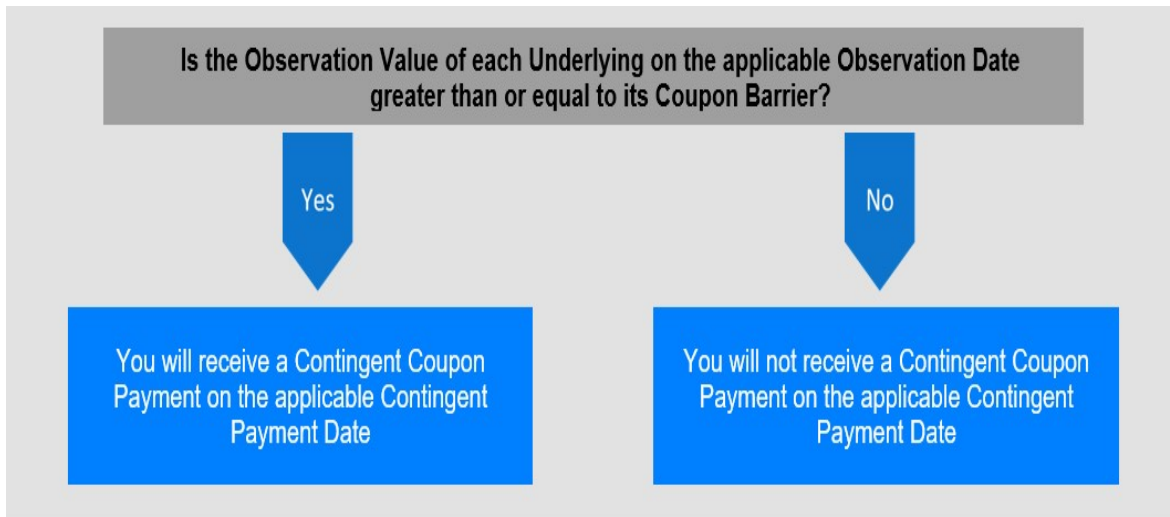 Is the Observation Value of each Underlying on the applicable Observation Date
greater than or equal to its Coupon Barrier?
Yes
No
You will receive a Contingent Coupon
Payment on the applicable Contingent
Payment Date
You will not receive a Contingent Coupon
Payment on the applicable Contingent
Payment Date